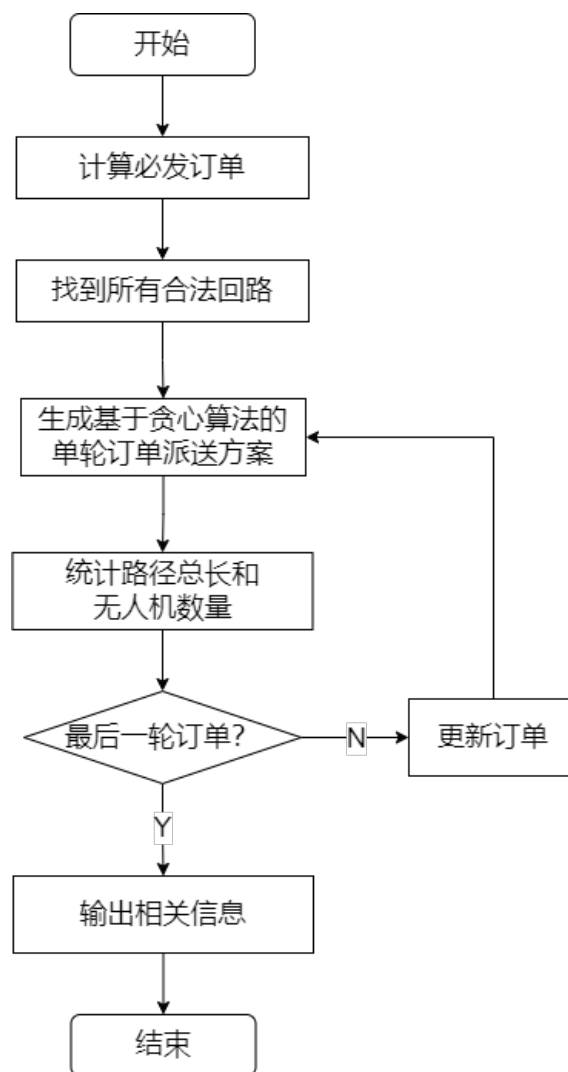 开始
计算必发订单
找到所有合法回路
生成基于贪心算法的
单轮订单派送方案
统计路径总长和
无人机数量
最后一轮订单?
N
更新订单
Y
输出相关信息
结束